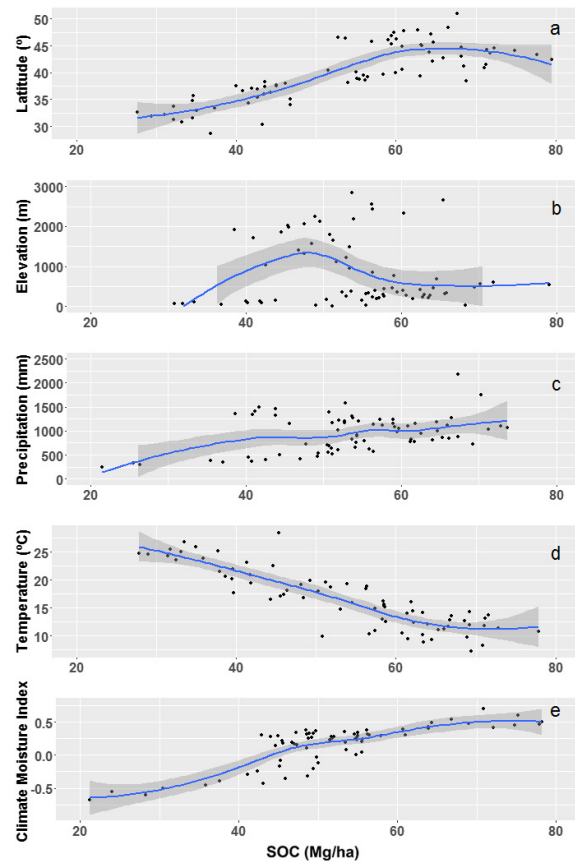 a
Latitude (º)
45
40
35
30
20 40 60 80
b
Elevation (m)
3000
2000
1000
0
20 40 60 80
c
Precipitation (mm)
2500
2000
1500
1000
500
0
20 40 60 80
d
Temperature (ºC)
25
20
15
10
20 40 60 80
e
Climate Moisture Index
0.5
0.0
-0.5
20 40 60 80
SOC (Mg/ha)